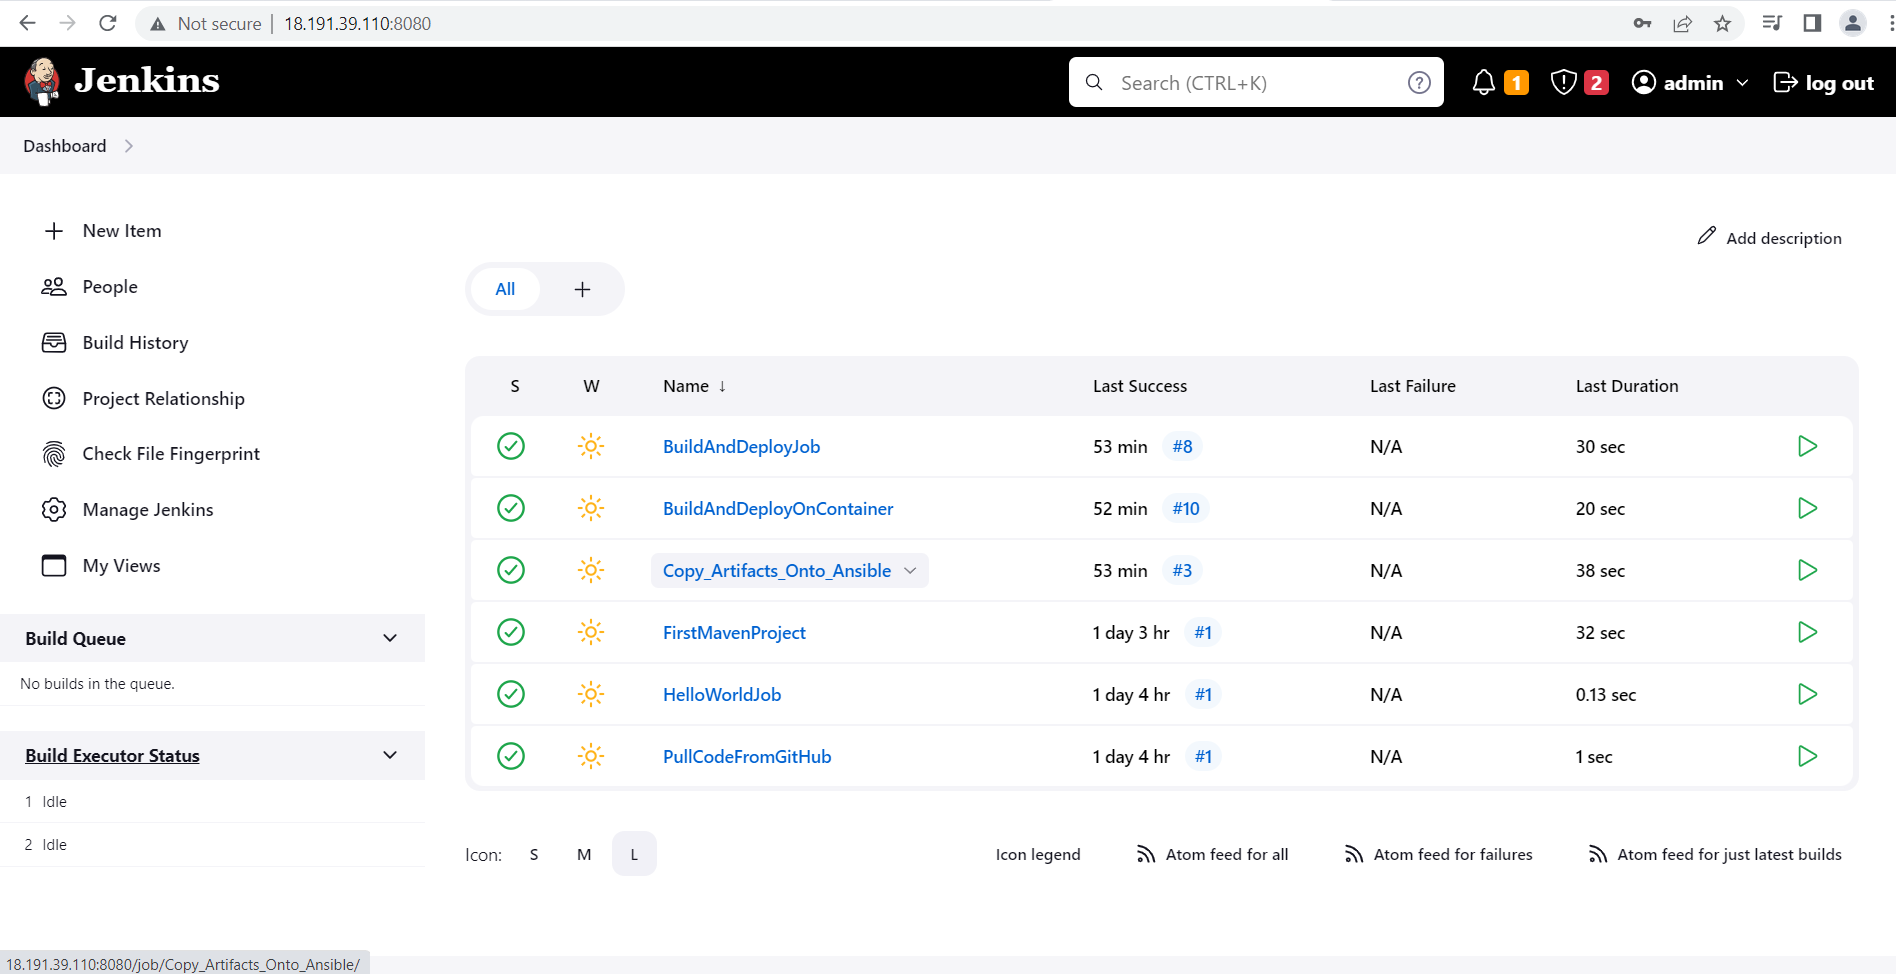 Not secure | 18.191.39.110:8080
Jenkins
Search (CTRL+K)
1
2
admin
log out
Dashboard
New Item
People
Build History
Project Relationship
Check File Fingerprint
Manage Jenkins
My Views
Build Queue
No builds in the queue.
Build Executor Status
1 Idle
2 Idle
Add description
All +
S W Name ↓ Last Success Last Failure Last Duration
BuildAndDeployJob 53 min #8 N/A 30 sec
BuildAndDeployOnContainer 52 min #10 N/A 20 sec
Copy_Artifacts_Onto_Ansible 53 min #3 N/A 38 sec
FirstMavenProject 1 day 3 hr #1 N/A 32 sec
HelloWorldJob 1 day 4 hr #1 N/A 0.13 sec
PullCodeFromGitHub 1 day 4 hr #1 N/A 1 sec
Icon: S M L
Icon legend
Atom feed for all
Atom feed for failures
Atom feed for just latest builds
18.191.39.110:8080/job/Copy_Artifacts_Onto_Ansible/